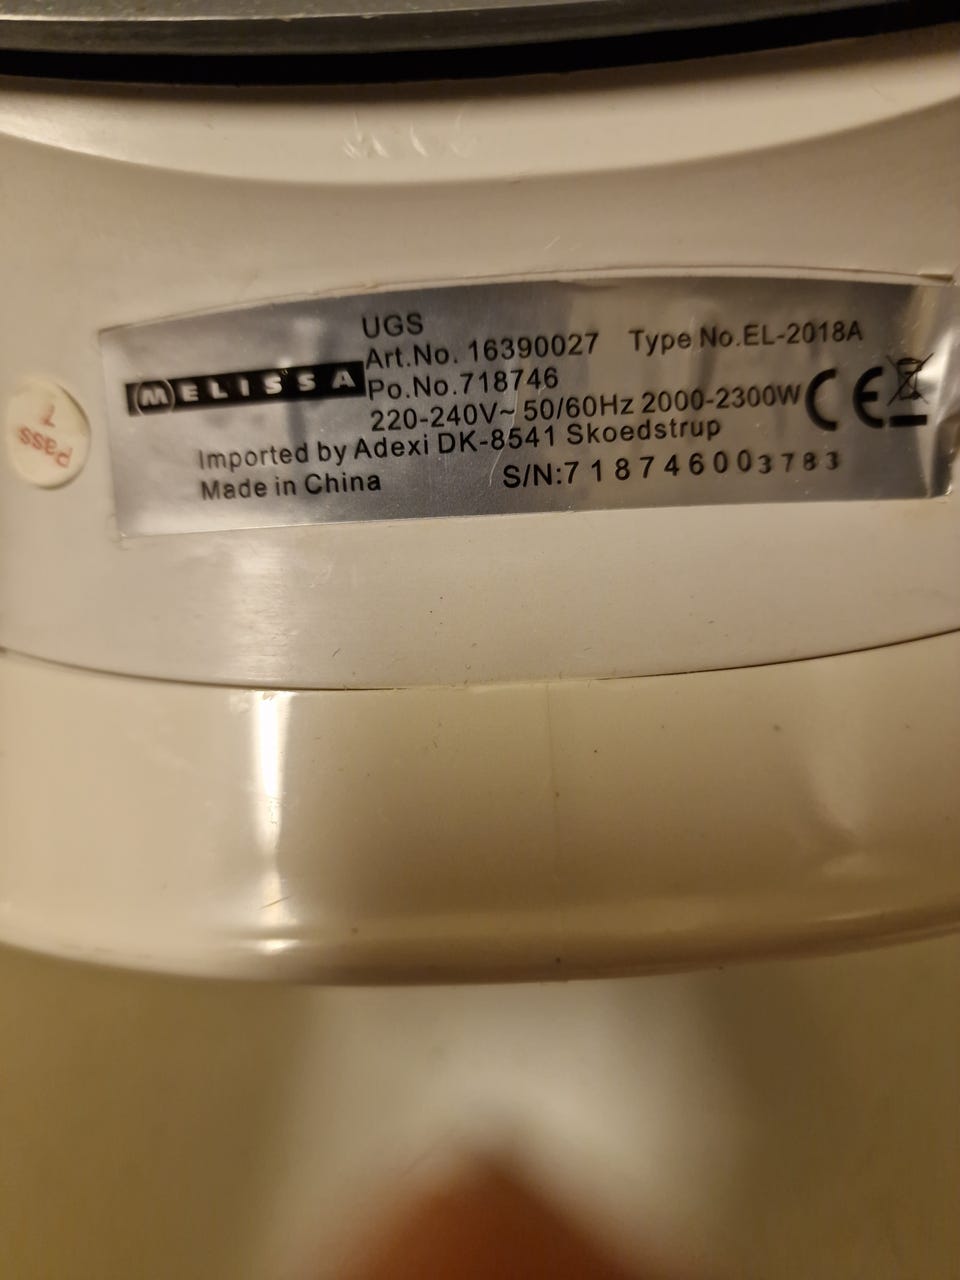 UGS
Art.No. 16390027 Type No.EL-2018A
MELISSA
Po.No.718746
220-240V~ 50/60Hz 2000-2300W CE
Imported by Adexi DK-8541 Skoedstrup
Made in China S/N:718746003783
Pass
7